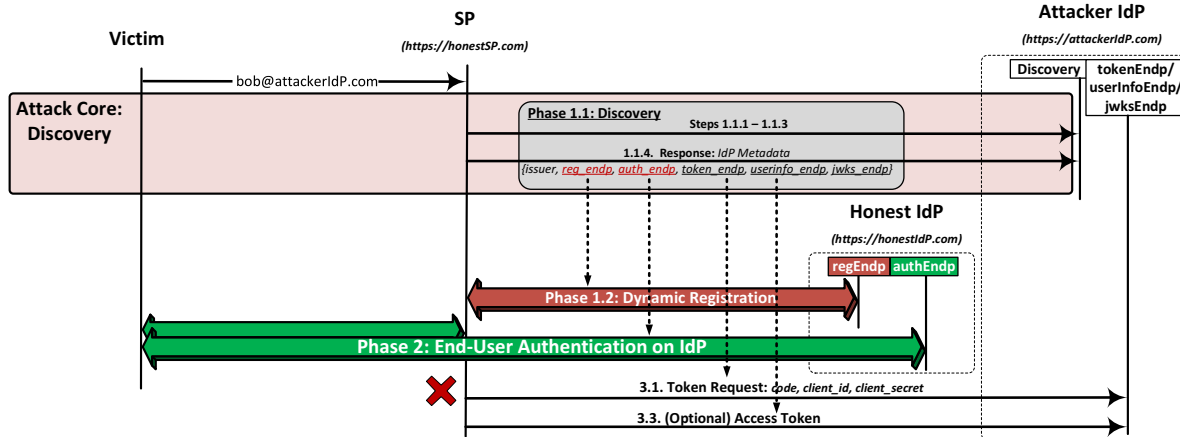 Attacker IdP
(https://attackerIdP.com)
SP
(https://honestSP.com)
Victim
bob@attackerIdP.com
Discovery
tokenEndp/
userInfoEndp/
jwksEndp
Attack Core:
Discovery
Phase 1.1: Discovery
Steps 1.1.1 – 1.1.3
1.1.4. Response: IdP Metadata
{issuer, reg_endp, auth_endp, token_endp, userinfo_endp, jwks_endp}
Honest IdP
(https://honestIdP.com)
regEndp
authEndp
Phase 1.2: Dynamic Registration
Phase 2: End-User Authentication on IdP
3.1. Token Request: code, client_id, client_secret
3.3. (Optional) Access Token